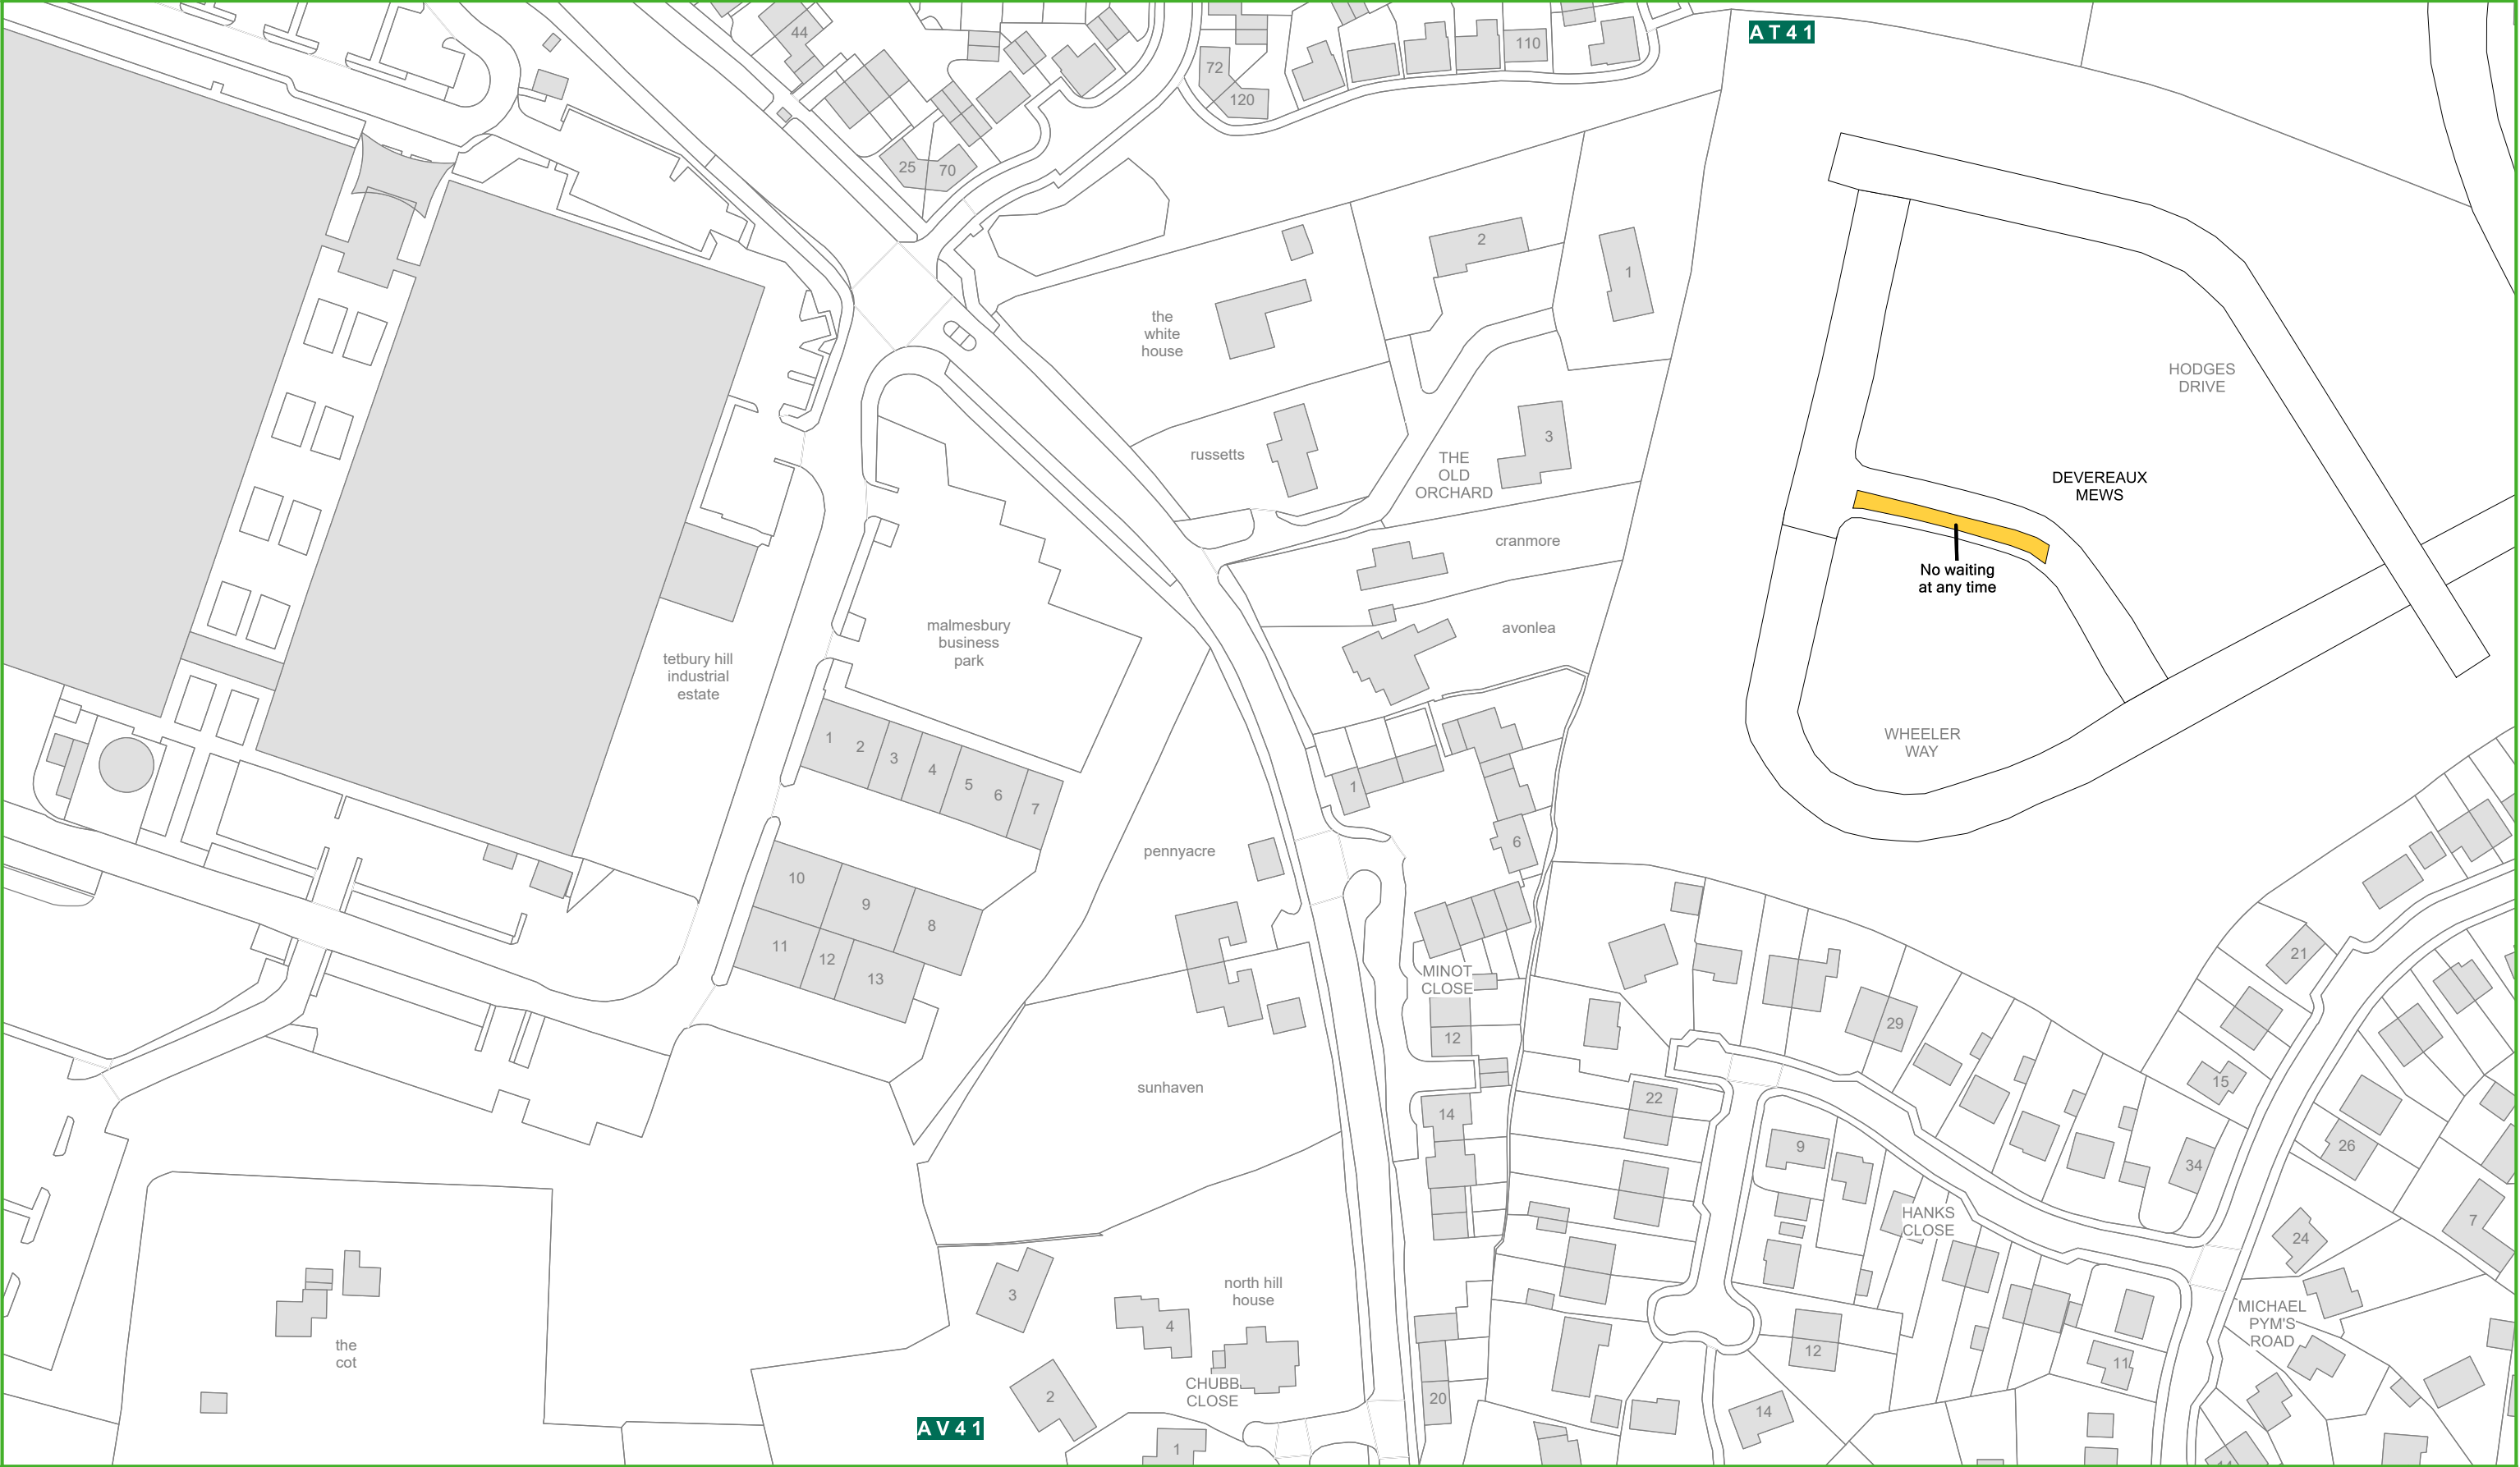 44
110
72
120
25
70
AT41
2
1
the
white
house
HODGES
DRIVE
3
russetts
THE
OLD
ORCHARD
DEVEREAUX
MEWS
cranmore
No waiting
at any time
avonlea
malmesbury
business
park
tetbury hill
industrial
estate
1
2
3
4
5
6
7
WHEELER
WAY
1
6
pennyacre
10
9
8
11
12
13
MINOT
CLOSE
21
29
12
sunhaven
14
22
15
9
26
34
HANKS
CLOSE
7
24
north hill
house
3
4
the
cot
MICHAEL
PYM'S
ROAD
12
11
CHUBB
CLOSE
2
20
14
AV41
1